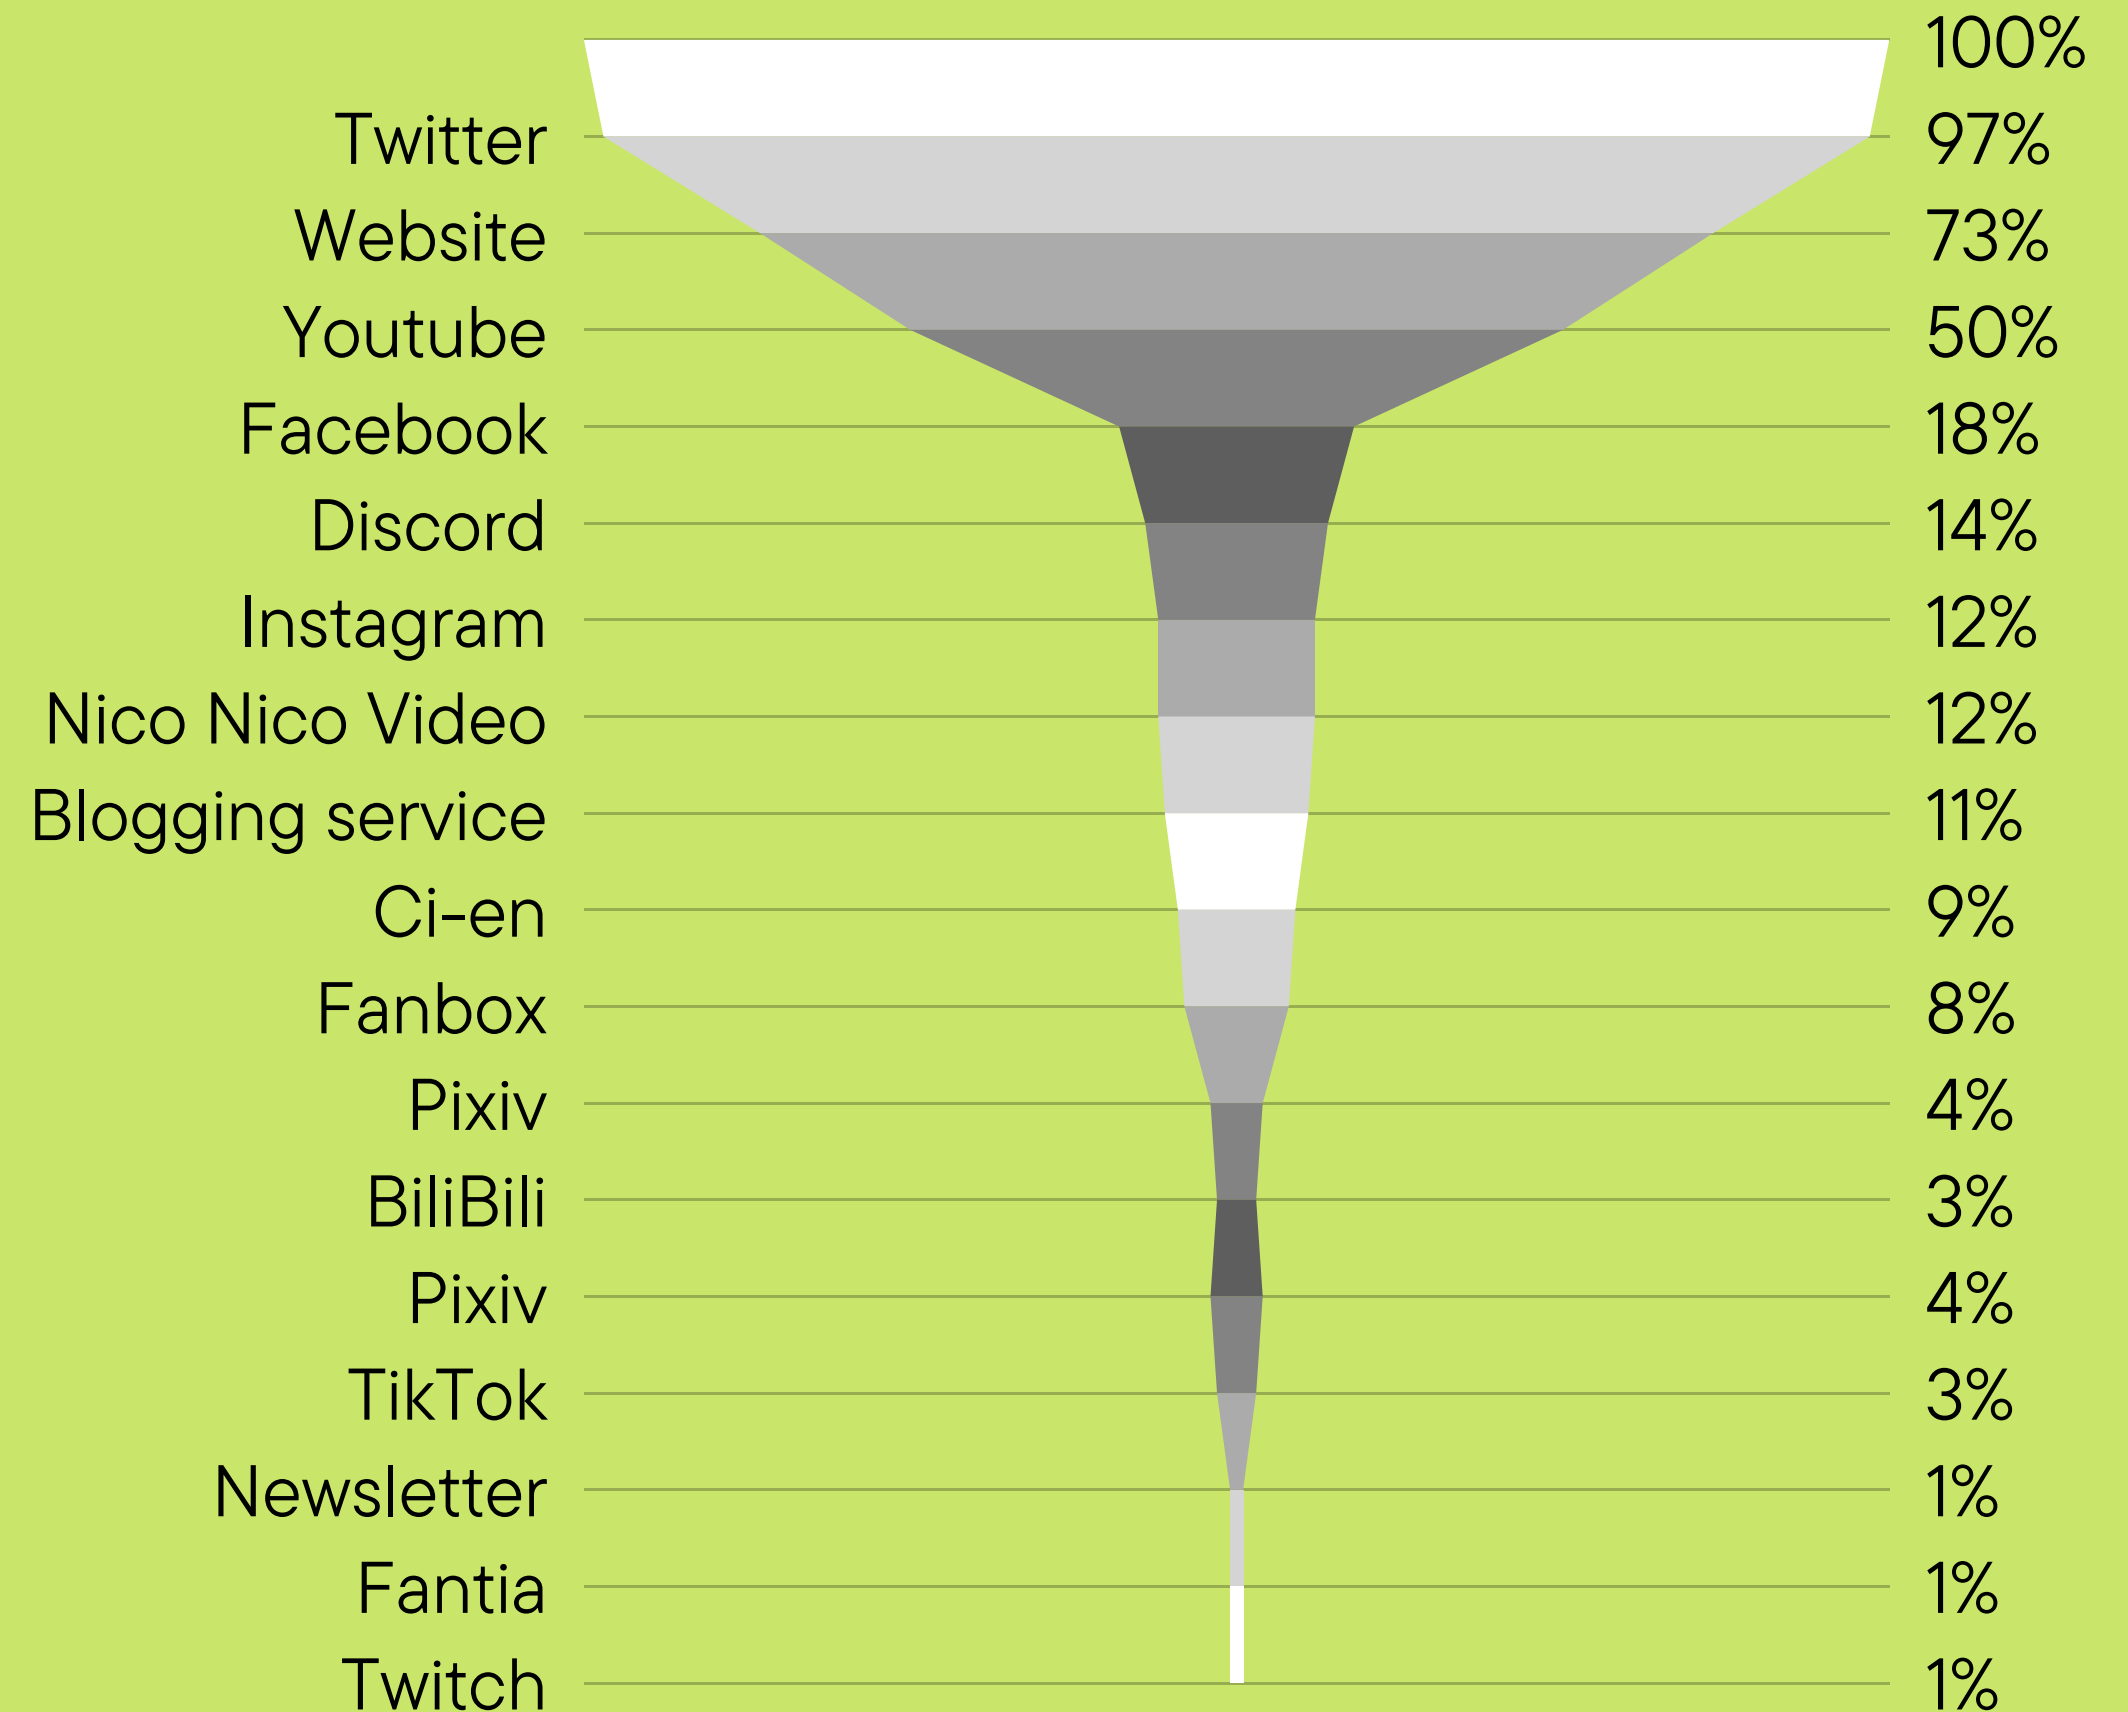 100%
Twitter 97%
Website 73%
Youtube 50%
Facebook 18%
Discord 14%
Instagram 12%
Nico Nico Video 12%
Blogging service 11%
Ci-en 9%
Fanbox 8%
Pixiv 4%
BiliBili 3%
Pixiv 4%
TikTok 3%
Newsletter 1%
Fantia 1%
Twitch 1%